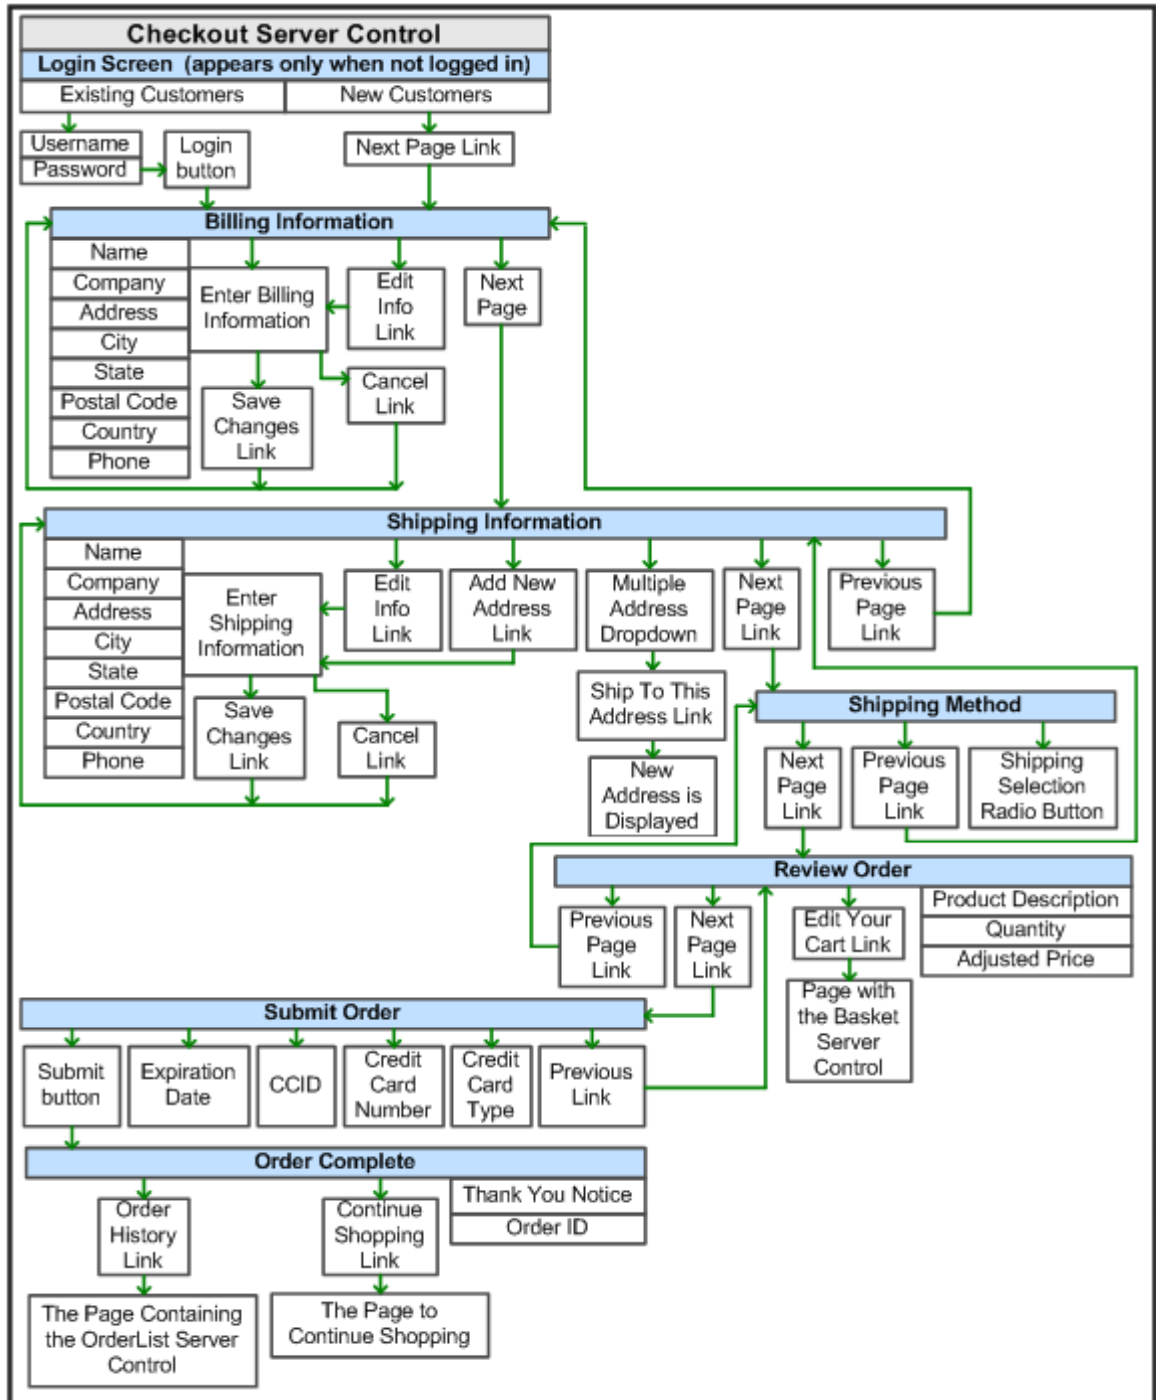 Checkout Server Control
Login Screen (appears only when not logged in)
Existing Customers
New Customers
Username
Password
Login
button
Next Page Link
Billing Information
Name
Company
Address
City
State
Postal Code
Country
Phone
Enter Billing
Information
Edit
Info
Link
Next
Page
Save
Changes
Link
Cancel
Link
Shipping Information
Name
Company
Address
City
State
Postal Code
Country
Phone
Enter
Shipping
Information
Edit
Info
Link
Add New
Address
Link
Multiple
Address
Dropdown
Next
Page
Link
Previous
Page
Link
Save
Changes
Link
Cancel
Link
Ship To This
Address Link
New
Address is
Displayed
Shipping Method
Next
Page
Link
Previous
Page
Link
Shipping
Selection
Radio Button
Review Order
Previous
Page
Link
Next
Page
Link
Edit Your
Cart Link
Product Description
Quantity
Adjusted Price
Page with
the Basket
Server
Control
Submit Order
Submit
button
Expiration
Date
CCID
Credit
Card
Number
Credit
Card
Type
Previous
Link
Order Complete
Order
History
Link
Continue
Shopping
Link
Thank You Notice
Order ID
The Page Containing
the OrderList Server
Control
The Page to
Continue Shopping